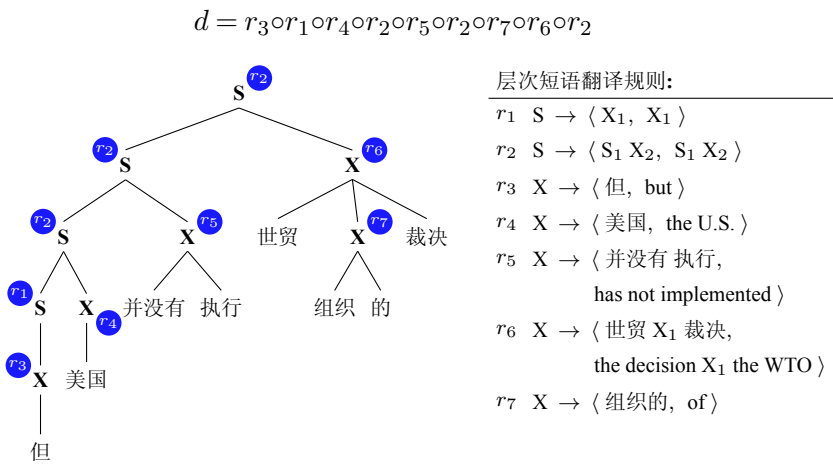 d = r₃∘r₁∘r₄∘r₂∘r₅∘r₂∘r₇∘r₆∘r₂
S r₂
r₂ S X r₆
r₂ S X r₅ 世贸 X r₇ 裁决
r₁ S X r₄ 并没有 执行 组织 的
r₃ X 美国
但
层次短语翻译规则:
r₁ S → ⟨ X₁, X₁ ⟩
r₂ S → ⟨ S₁ X₂, S₁ X₂ ⟩
r₃ X → ⟨ 但, but ⟩
r₄ X → ⟨ 美国, the U.S. ⟩
r₅ X → ⟨ 并没有 执行,
has not implemented ⟩
r₆ X → ⟨ 世贸 X₁ 裁决,
the decision X₁ the WTO ⟩
r₇ X → ⟨ 组织的, of ⟩